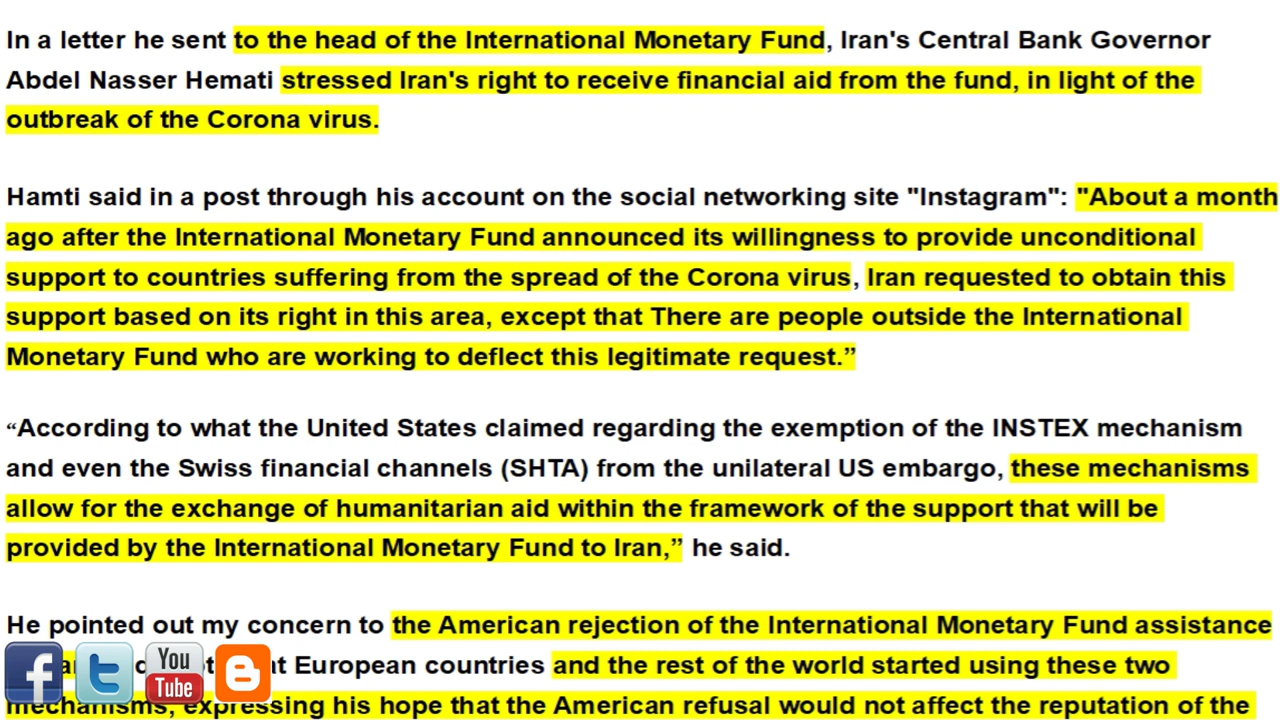 In a letter he sent to the head of the International Monetary Fund, Iran's Central Bank Governor
Abdel Nasser Hemati stressed Iran's right to receive financial aid from the fund, in light of the
outbreak of the Corona virus.
Hamti said in a post through his account on the social networking site "Instagram": "About a month
ago after the International Monetary Fund announced its willingness to provide unconditional
support to countries suffering from the spread of the Corona virus, Iran requested to obtain this
support based on its right in this area, except that There are people outside the International
Monetary Fund who are working to deflect this legitimate request.”
“According to what the United States claimed regarding the exemption of the INSTEX mechanism
and even the Swiss financial channels (SHTA) from the unilateral US embargo, these mechanisms
allow for the exchange of humanitarian aid within the framework of the support that will be
provided by the International Monetary Fund to Iran,” he said.
He pointed out my concern to the American rejection of the International Monetary Fund assistance
European countries and the rest of the world started using these two
mechanisms, expressing his hope that the American refusal would not affect the reputation of the
You Tube